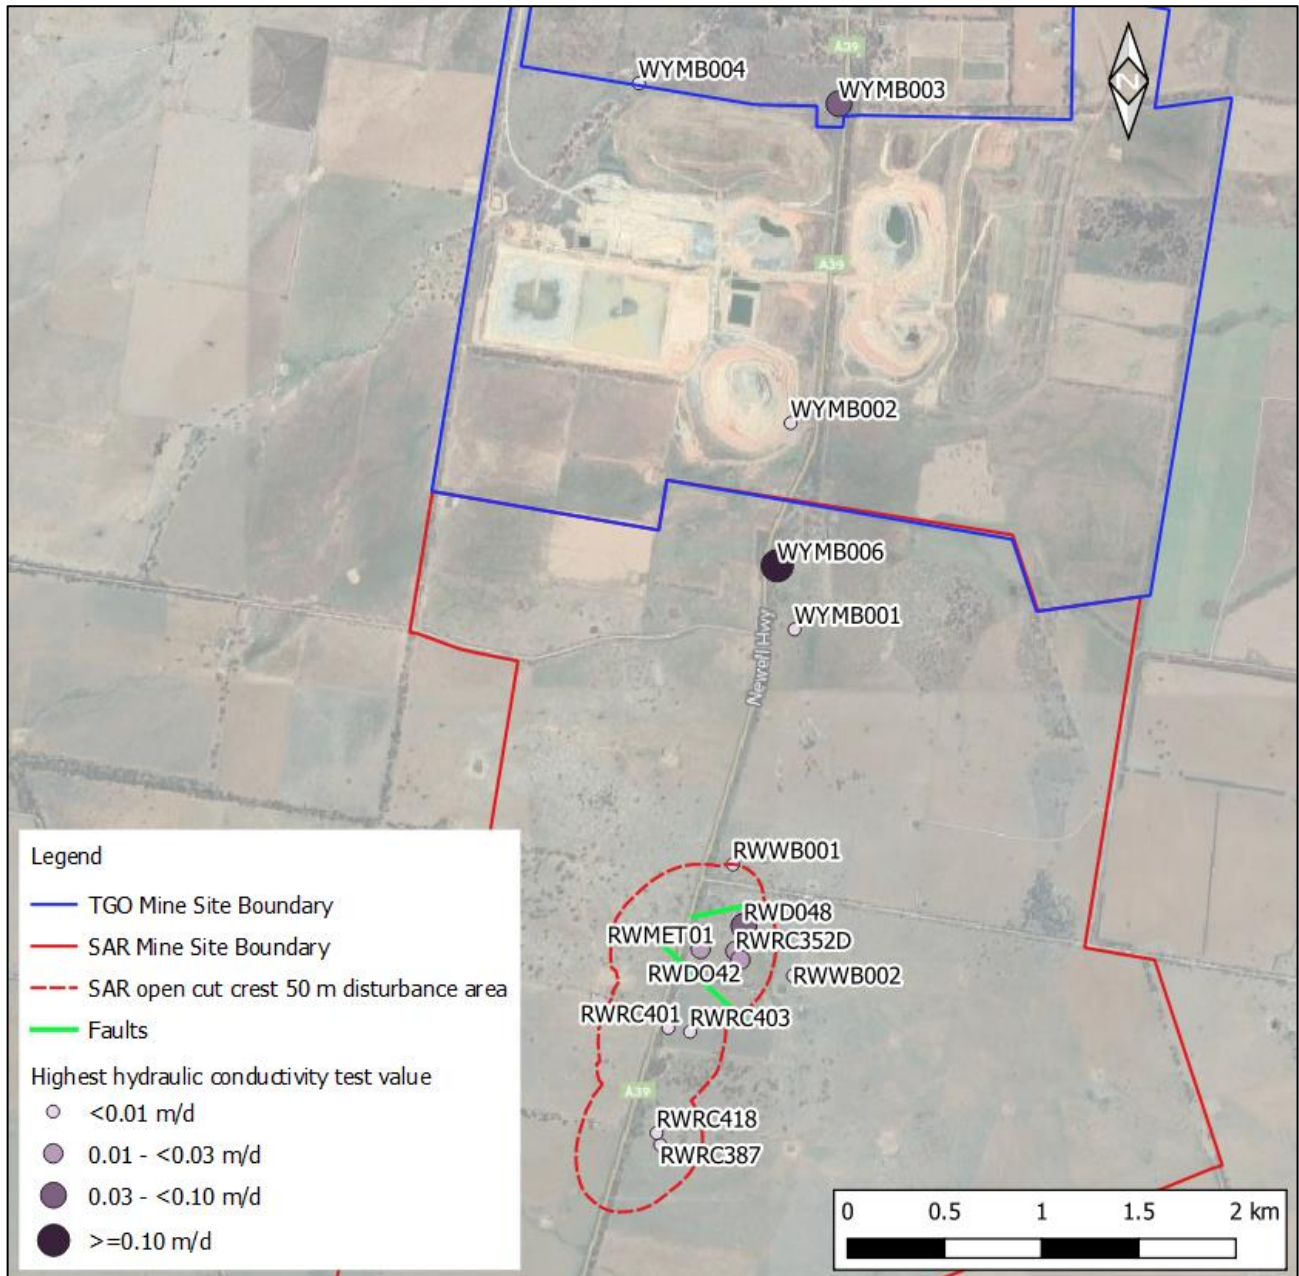 A39
WYMB004
WYMB003
N
A39
WYMB002
WYMB006
WYMB001
Newell Hwy
RWWB001
RWD048
RWMET01
RWRC352D
RWDO42
RWWB002
RWRC401
RWRC403
A39
RWRC418
RWRC387
Legend
TGO Mine Site Boundary
SAR Mine Site Boundary
SAR open cut crest 50 m disturbance area
Faults
Highest hydraulic conductivity test value
<0.01 m/d
0.01 - <0.03 m/d
0.03 - <0.10 m/d
>=0.10 m/d
0 0.5 1 1.5 2 km